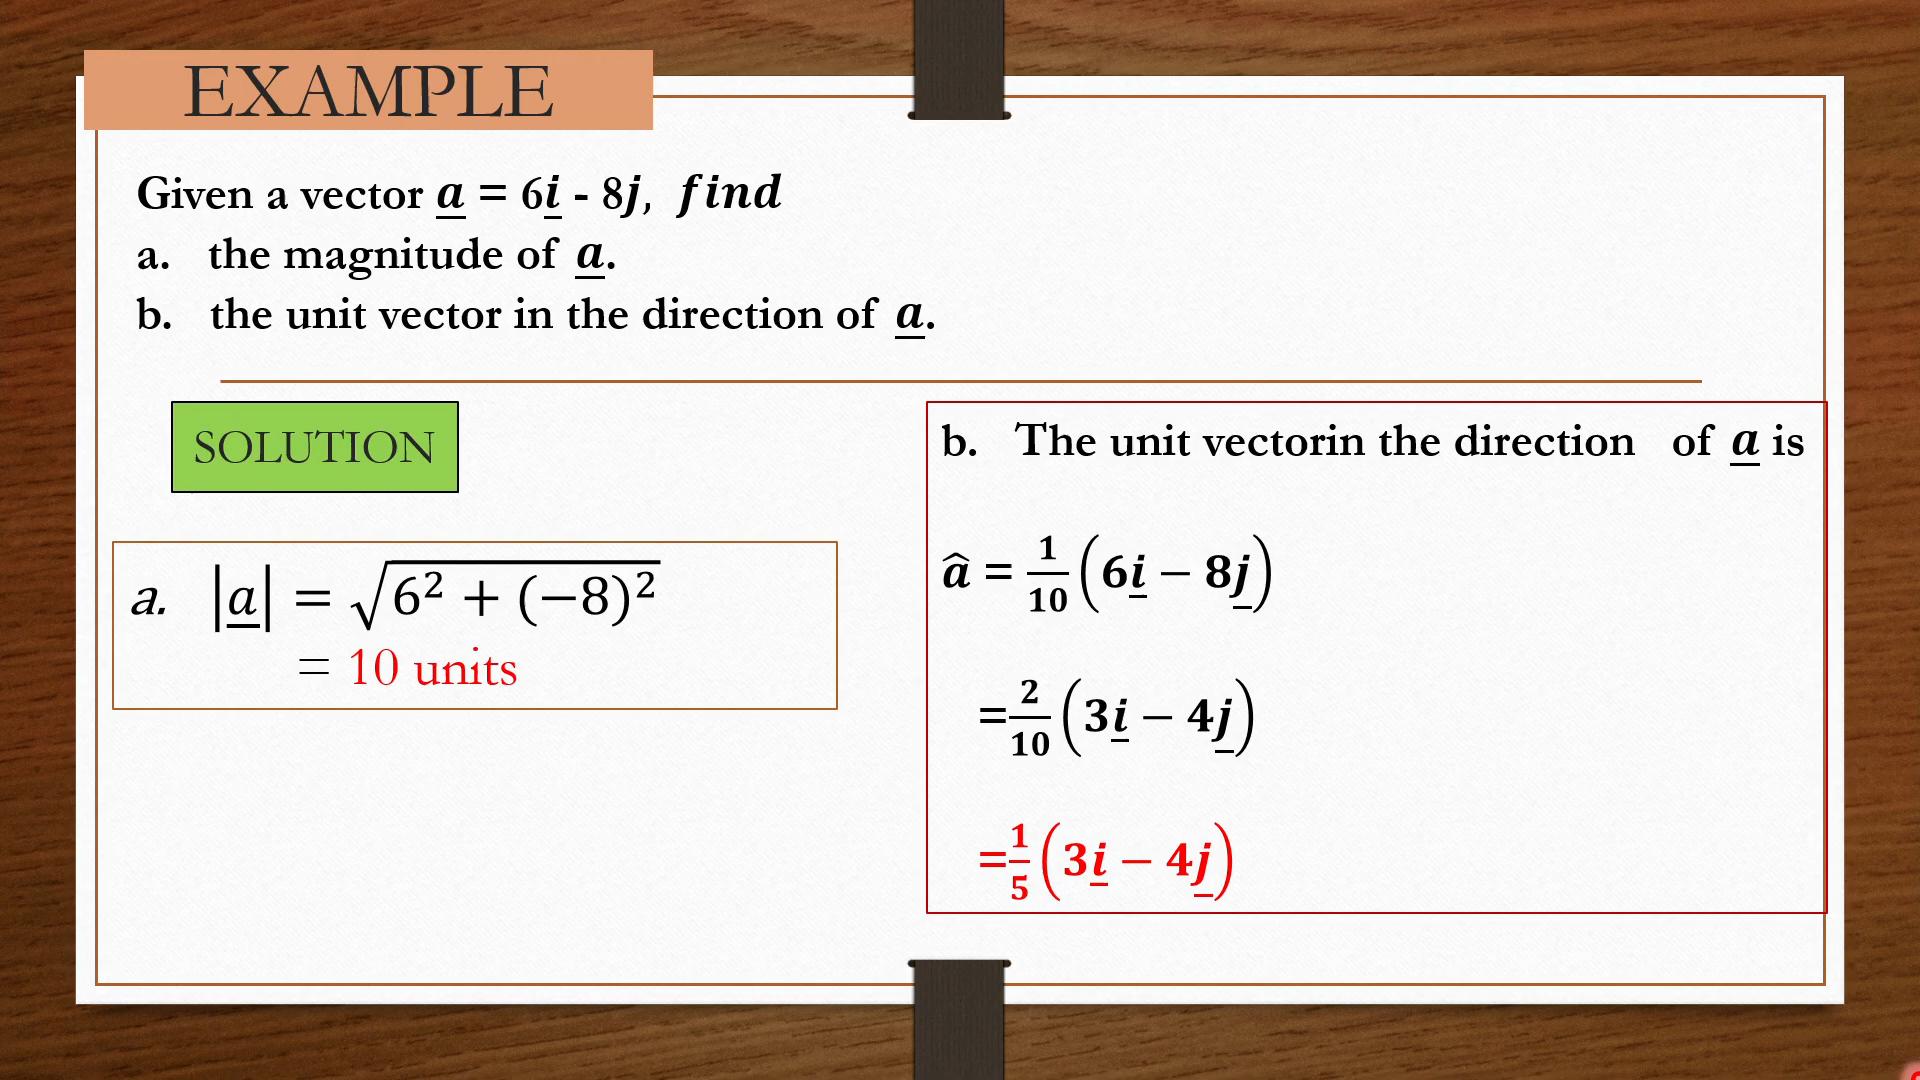 EXAMPLE
Given a vector a = 6i - 8j, find
a. the magnitude of a.
b. the unit vector in the direction of a.
SOLUTION
a. |a| = √(6² + (−8)²)
= 10 units
b. The unit vectorin the direction of a is
â = 1/10 (6i − 8j)
= 2/10 (3i − 4j)
= 1/5 (3i − 4j)